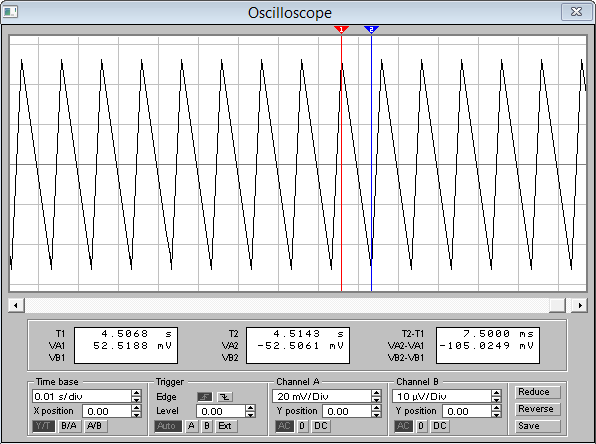 Oscilloscope
1 2
T1 4.5068 s T2 4.5143 s T2-T1 7.5000 ms
VA1 52.5188 mV VA2 -52.5061 mV VA2-VA1 -105.0249 mV
VB1 VB2 VB2-VB1
Time base Trigger Channel A Channel B
0.01 s/div Edge 20 mV/Div 10 µV/Div Reduce
X position 0.00 Level 0.00 Y position 0.00 Y position 0.00 Reverse
Y/T B/A A/B Auto A B Ext AC 0 DC AC 0 DC Save